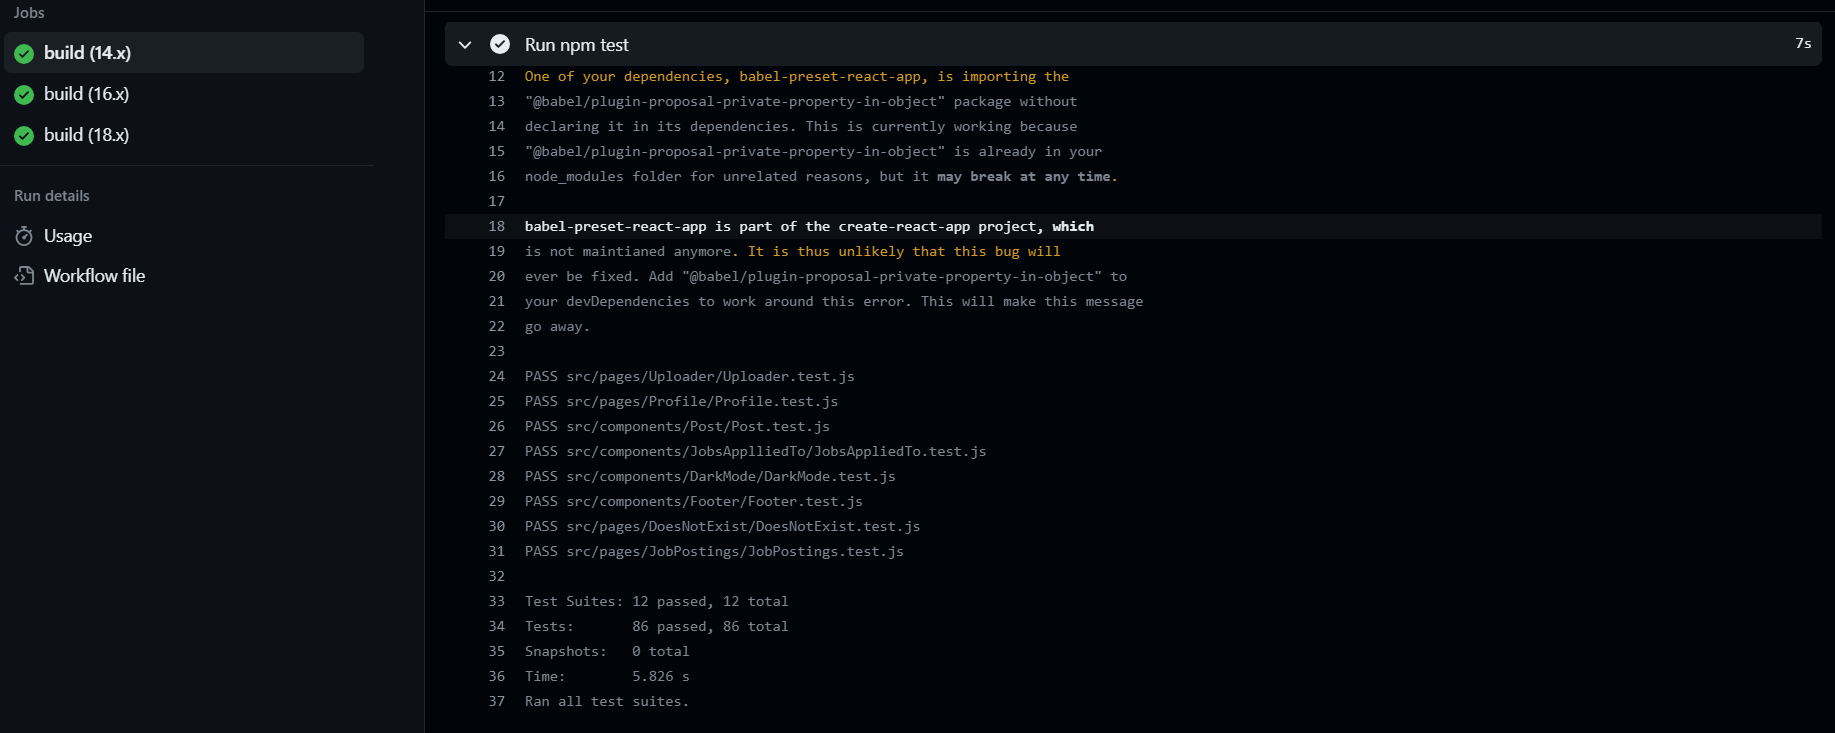 Jobs
build (14.x)
build (16.x)
build (18.x)
Run details
Usage
Workflow file
Run npm test 7s
12 One of your dependencies, babel-preset-react-app, is importing the
13 "@babel/plugin-proposal-private-property-in-object" package without
14 declaring it in its dependencies. This is currently working because
15 "@babel/plugin-proposal-private-property-in-object" is already in your
16 node_modules folder for unrelated reasons, but it may break at any time.
17
18 babel-preset-react-app is part of the create-react-app project, which
19 is not maintianed anymore. It is thus unlikely that this bug will
20 ever be fixed. Add "@babel/plugin-proposal-private-property-in-object" to
21 your devDependencies to work around this error. This will make this message
22 go away.
23
24 PASS src/pages/Uploader/Uploader.test.js
25 PASS src/pages/Profile/Profile.test.js
26 PASS src/components/Post/Post.test.js
27 PASS src/components/JobsApplliedTo/JobsAppliedTo.test.js
28 PASS src/components/DarkMode/DarkMode.test.js
29 PASS src/components/Footer/Footer.test.js
30 PASS src/pages/DoesNotExist/DoesNotExist.test.js
31 PASS src/pages/JobPostings/JobPostings.test.js
32
33 Test Suites: 12 passed, 12 total
34 Tests: 86 passed, 86 total
35 Snapshots: 0 total
36 Time: 5.826 s
37 Ran all test suites.